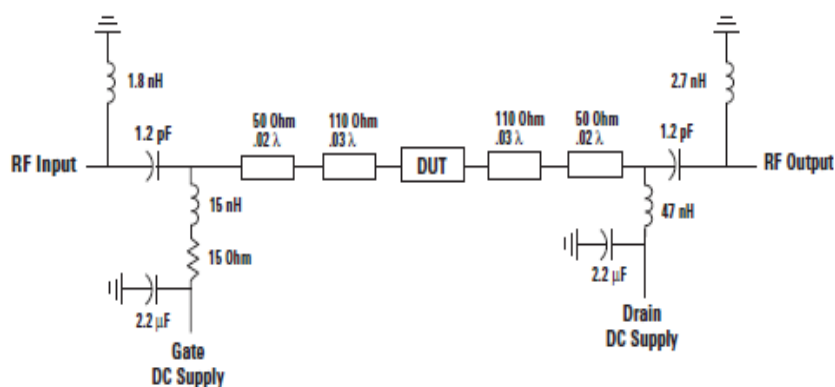 1.8 nH
2.7 nH
50 Ohm
.02 λ
110 Ohm
.03 λ
110 Ohm
.03 λ
50 Ohm
.02 λ
1.2 pF
1.2 pF
RF Input
DUT
RF Output
15 nH
47 nH
15 Ohm
2.2 μF
2.2 μF
Gate
DC Supply
Drain
DC Supply